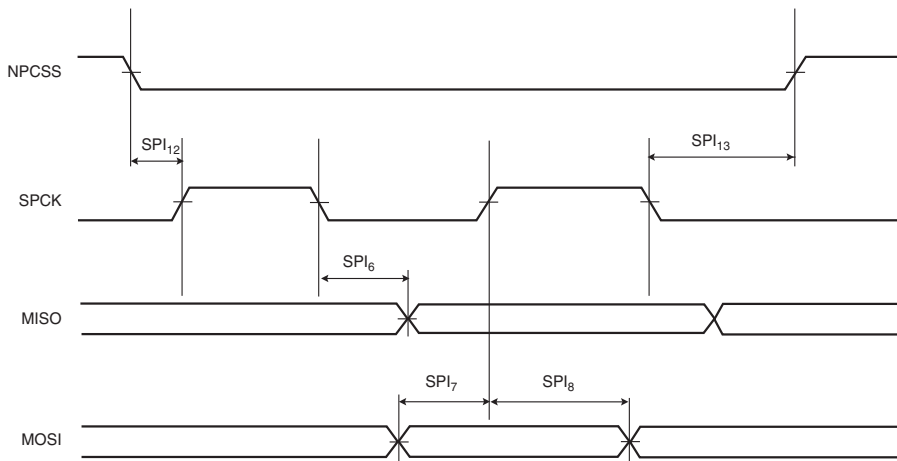 NPCSS
SPI₁₂
SPI₁₃
SPCK
SPI₆
MISO
SPI₇
SPI₈
MOSI